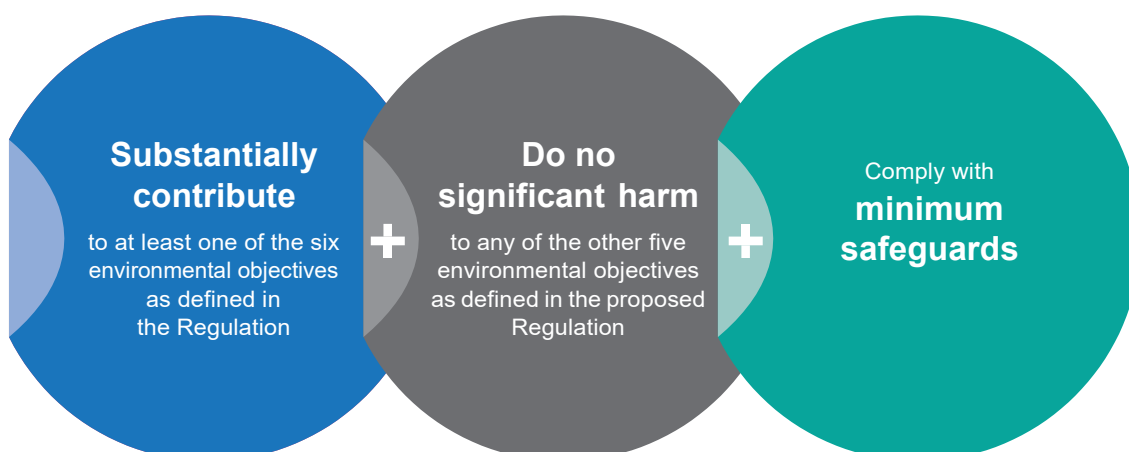 Substantially
contribute
to at least one of the six
environmental objectives
as defined in
the Regulation
+
Do no
significant harm
to any of the other five
environmental objectives
as defined in the proposed
Regulation
+
Comply with
minimum
safeguards